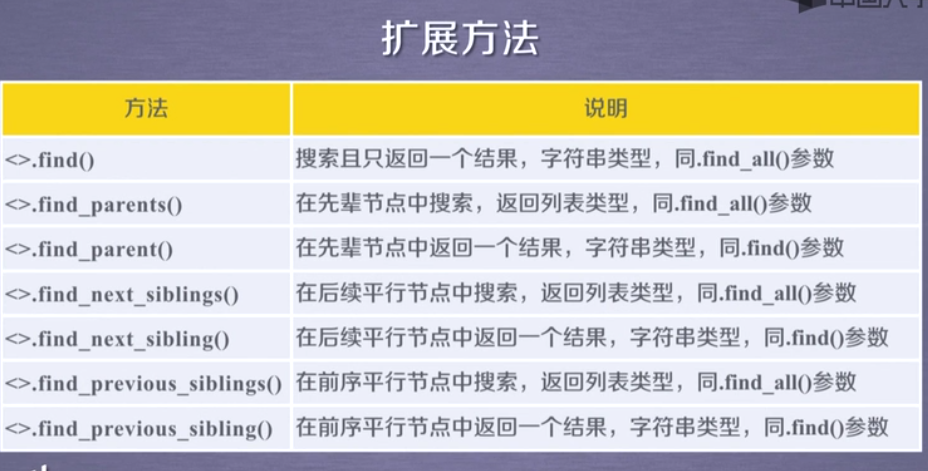 扩展方法
方法 说明
<>.find() 搜索且只返回一个结果，字符串类型，同.find_all()参数
<>.find_parents() 在先辈节点中搜索，返回列表类型，同.find_all()参数
<>.find_parent() 在先辈节点中返回一个结果，字符串类型，同.find()参数
<>.find_next_siblings() 在后续平行节点中搜索，返回列表类型，同.find_all()参数
<>.find_next_sibling() 在后续平行节点中返回一个结果，字符串类型，同.find()参数
<>.find_previous_siblings() 在前序平行节点中搜索，返回列表类型，同.find_all()参数
<>.find_previous_sibling() 在前序平行节点中返回一个结果，字符串类型，同.find()参数